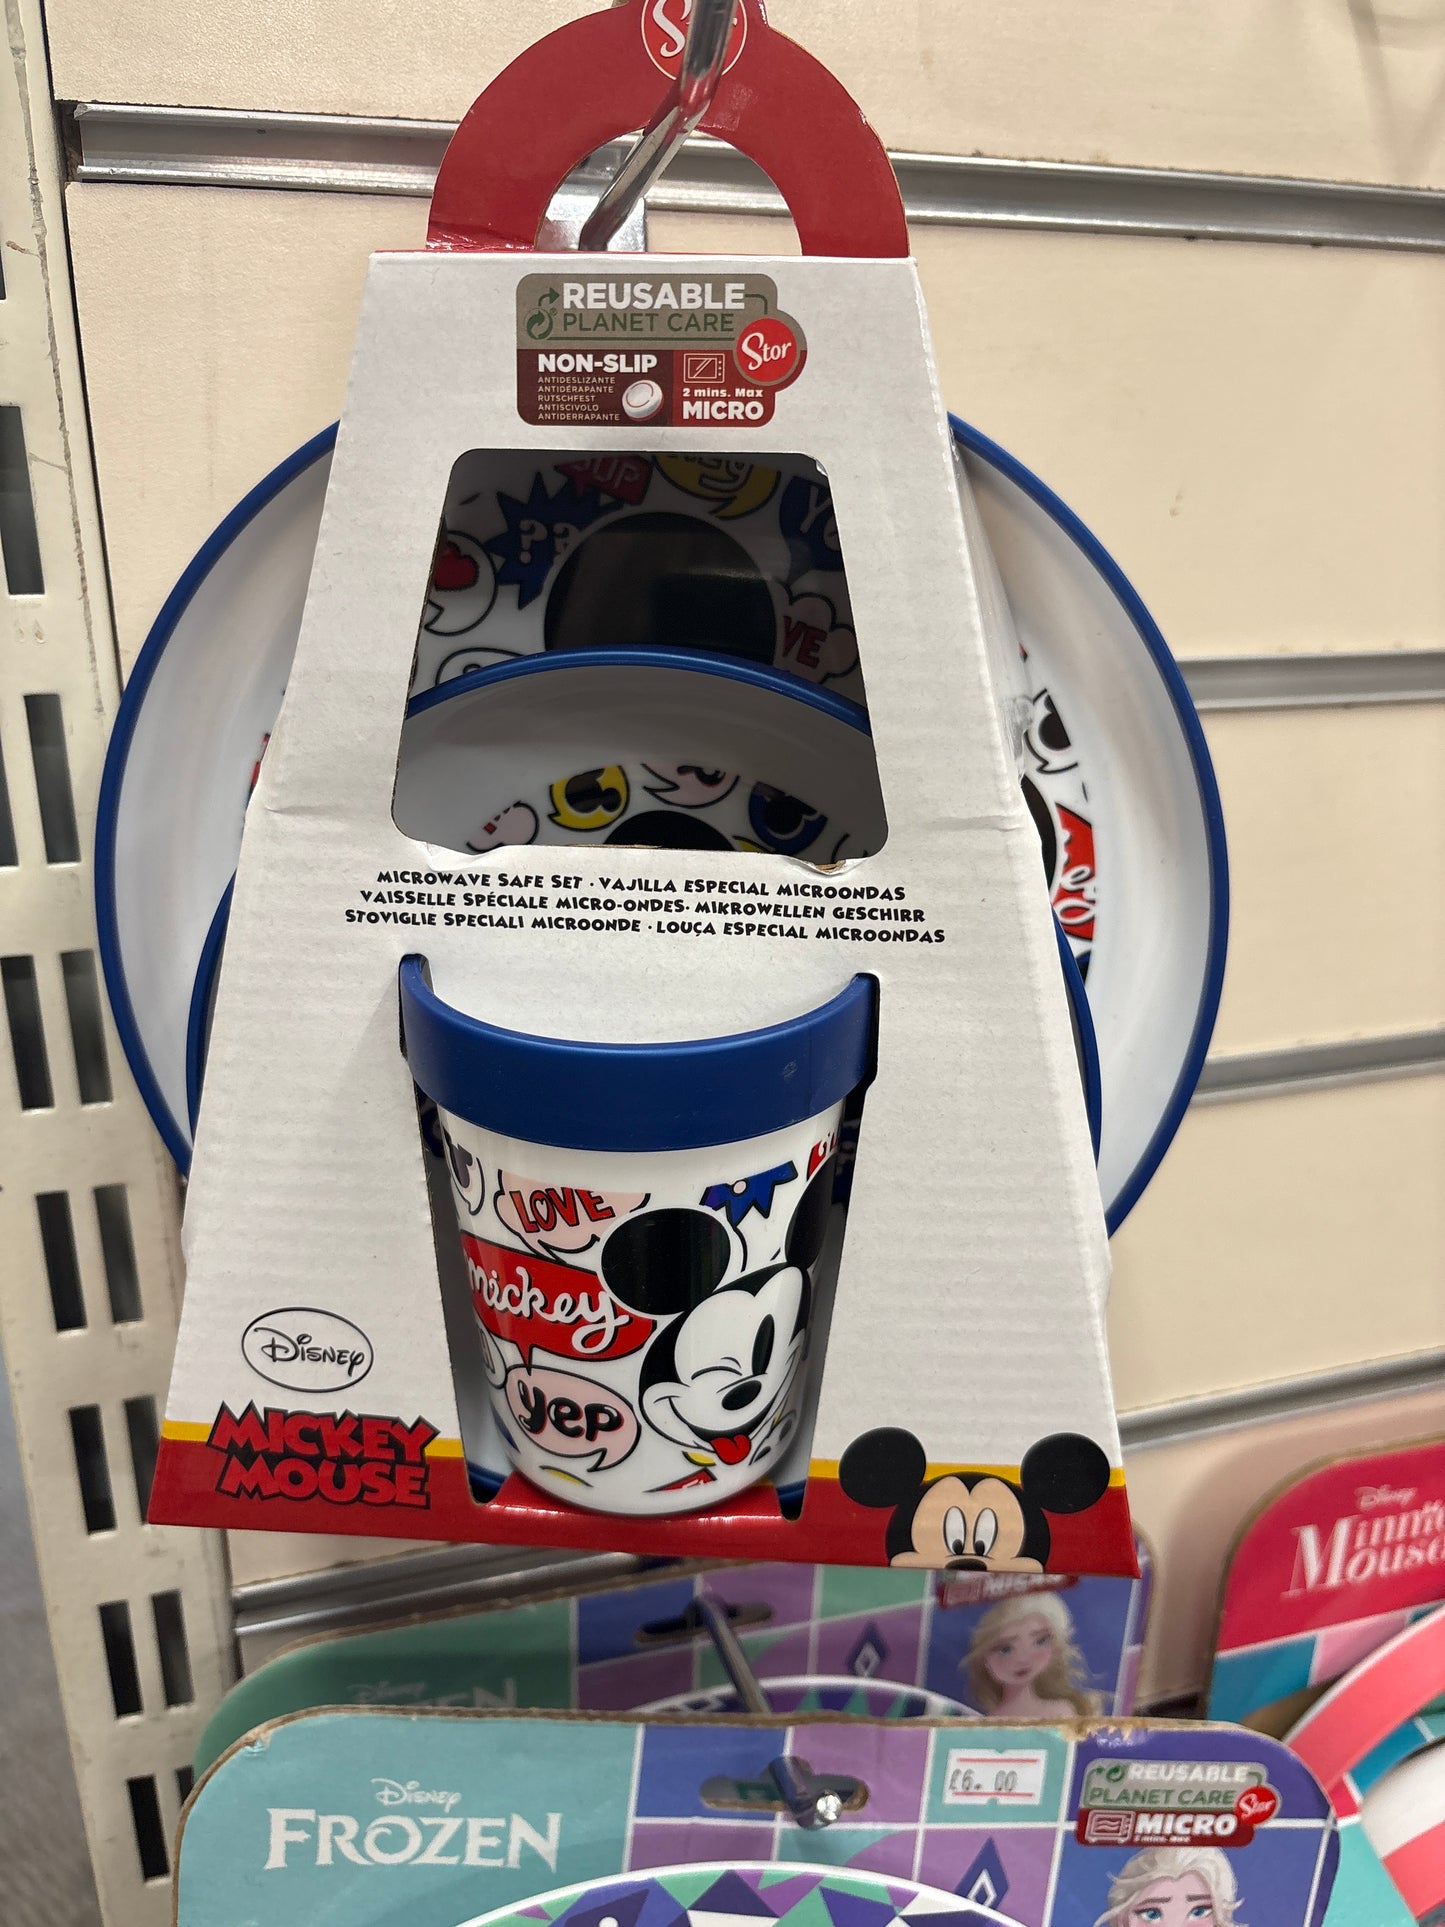 REUSABLE
PLANET CARE
Stor
NON-SLIP
ANTIDESLIZANTE
ANTIDÉRAPANTE
RUTSCHFEST
ANTISCIVOLO
ANTIDERRAPANTE
2 mins. Max
MICRO
??
MICROWAVE SAFE SET · VAJILLA ESPECIAL MICROONDAS
VAISSELLE SPÉCIALE MICRO-ONDES · MIKROWELLEN GESCHIRR
STOVIGLIE SPECIALI MICROONDE · LOUÇA ESPECIAL MICROONDAS
LOVE
mickey
yep
Disney
MICKEY
MOUSE
Disney
Minnie
Mouse
Disney
FROZEN
£6.00
REUSABLE
PLANET CARE
Stor
MICRO